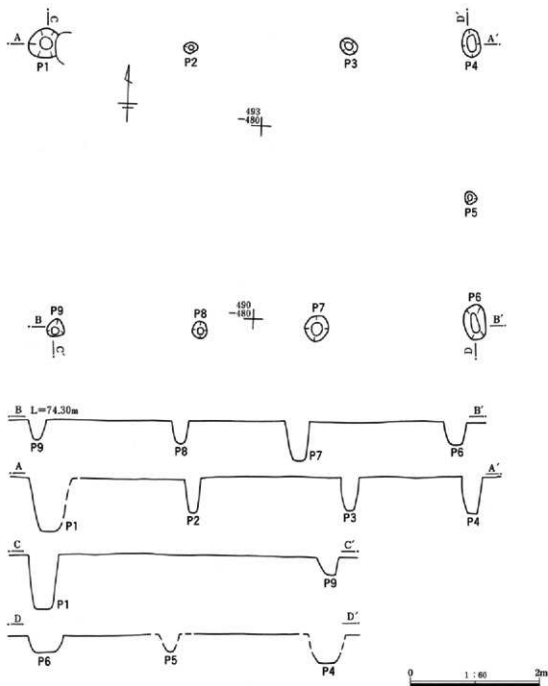 A
C
P1
P2
P3
D′
A′
P4
493
-480
P5
490
-480
B
P9
C′
P8
P7
P6
B′
D
B L=74.30m B′
P9 P8 P7 P6
A A′
P1 P2 P3 P4
C C′
P1 P9
D D′
P6 P5 P4
0 1:60 2m